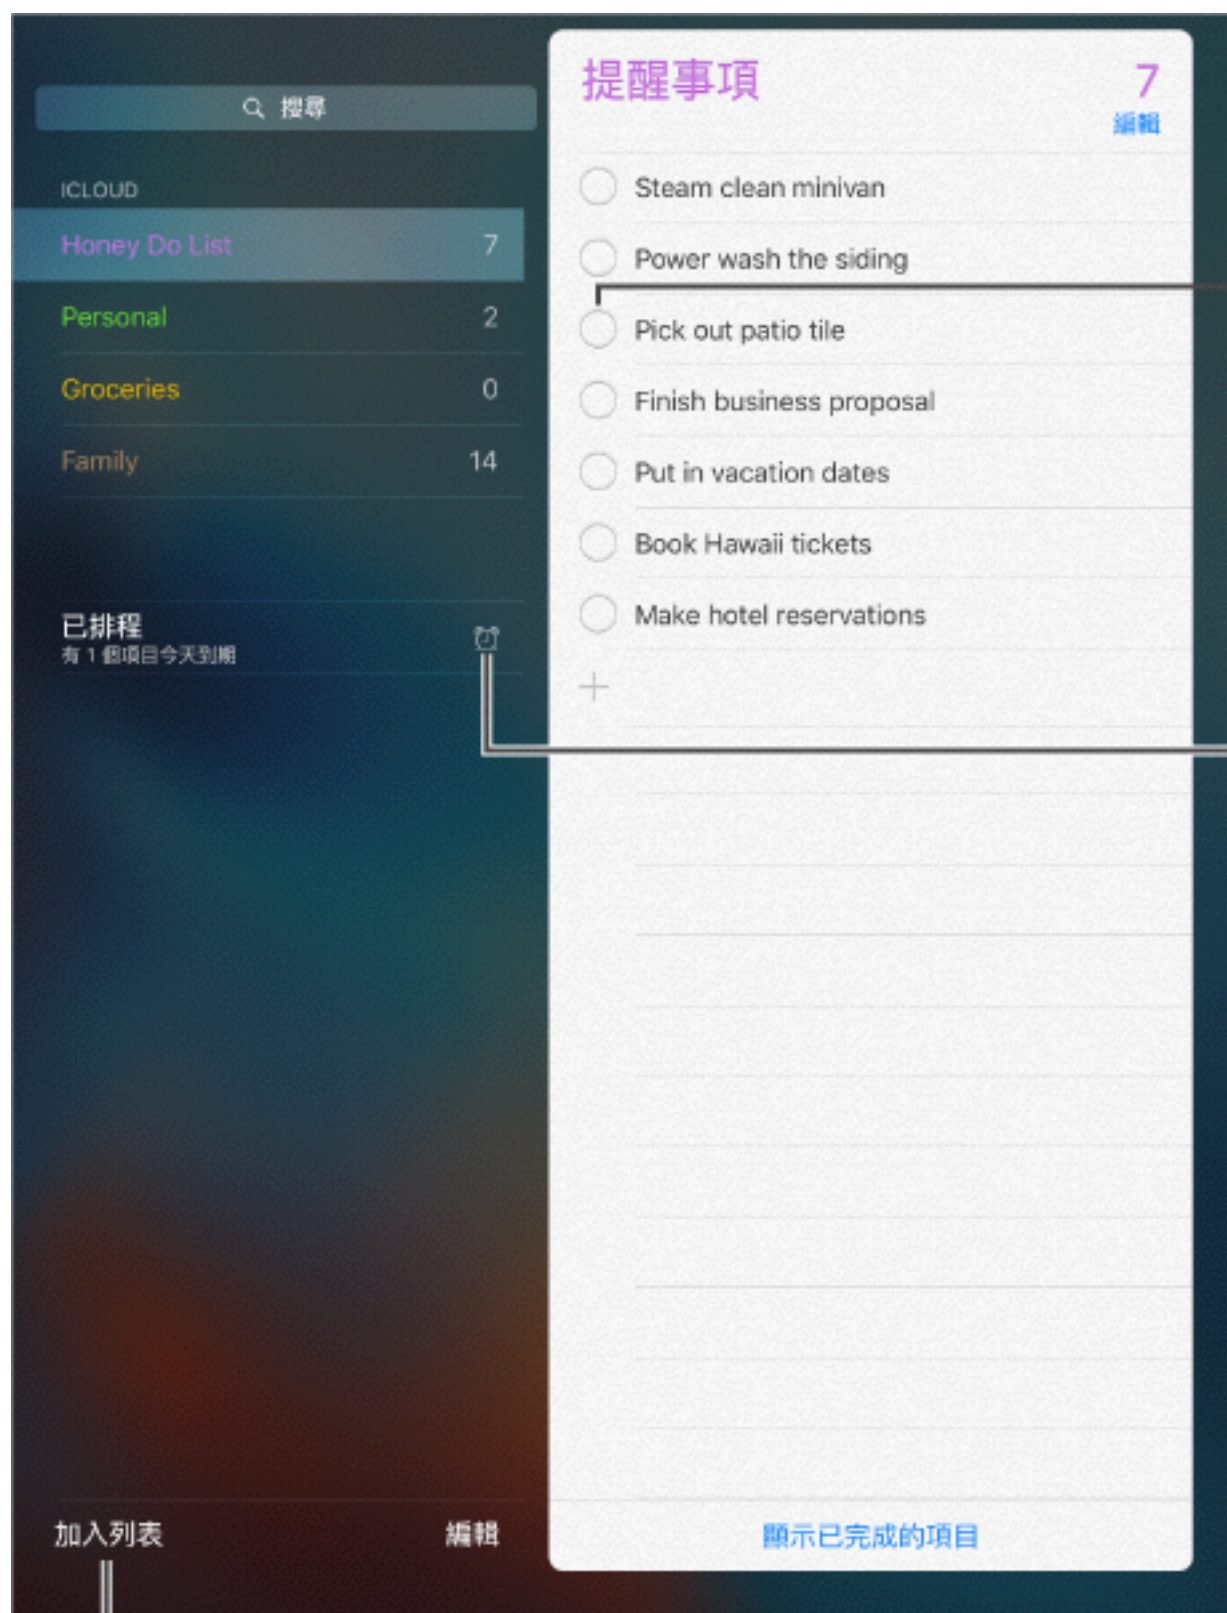 搜尋
ICLOUD
Honey Do List 7
Personal 2
Groceries 0
Family 14
已排程
有 1 個項目今天到期
加入列表 編輯
提醒事項 7
編輯
Steam clean minivan
Power wash the siding
Pick out patio tile
Finish business proposal
Put in vacation dates
Book Hawaii tickets
Make hotel reservations
顯示已完成的項目